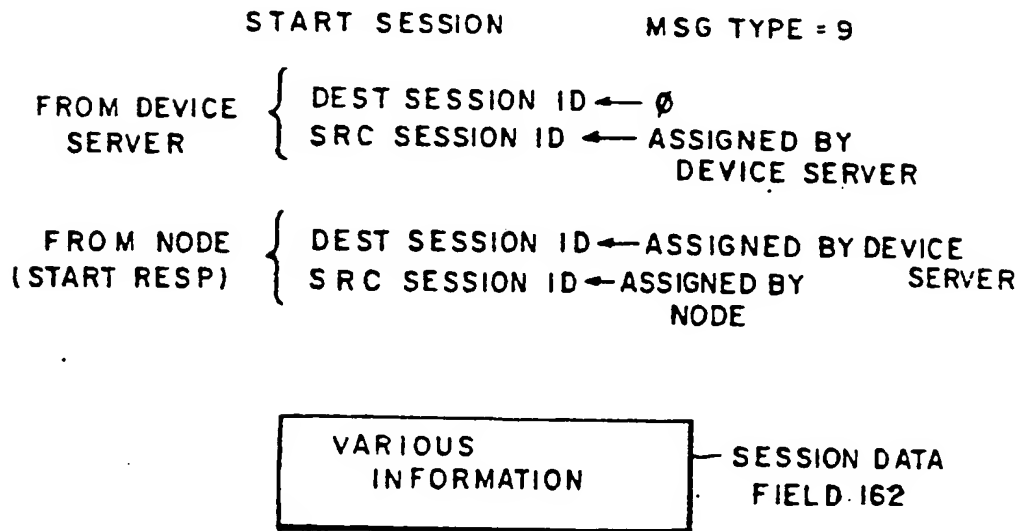 START SESSION MSG TYPE = 9
FROM DEVICE SERVER { DEST SESSION ID ← Ø
SRC SESSION ID ← ASSIGNED BY DEVICE SERVER
FROM NODE (START RESP) { DEST SESSION ID ← ASSIGNED BY DEVICE SERVER
SRC SESSION ID ← ASSIGNED BY NODE
VARIOUS INFORMATION
SESSION DATA FIELD 162